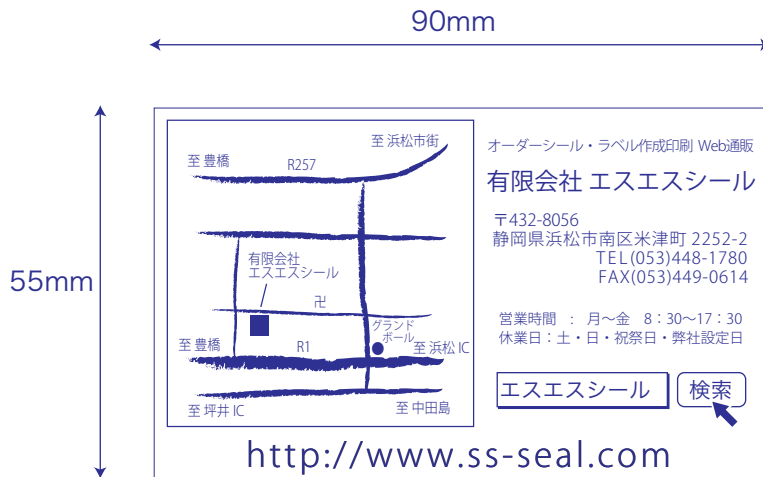 90mm
55mm
至 浜松市街
至 豊橋
R257
有限会社
エスエスシール
卍
グランド
ボール
至 豊橋
R1
至 浜松 IC
至 坪井 IC
至 中田島
オーダーシール・ラベル作成印刷 Web通販
有限会社 エスエスシール
〒432-8056
静岡県浜松市南区米津町 2252-2
TEL(053)448-1780
FAX(053)449-0614
営業時間 : 月〜金 8：30〜17：30
休業日：土・日・祝祭日・弊社設定日
エスエスシール 検索
http://www.ss-seal.com